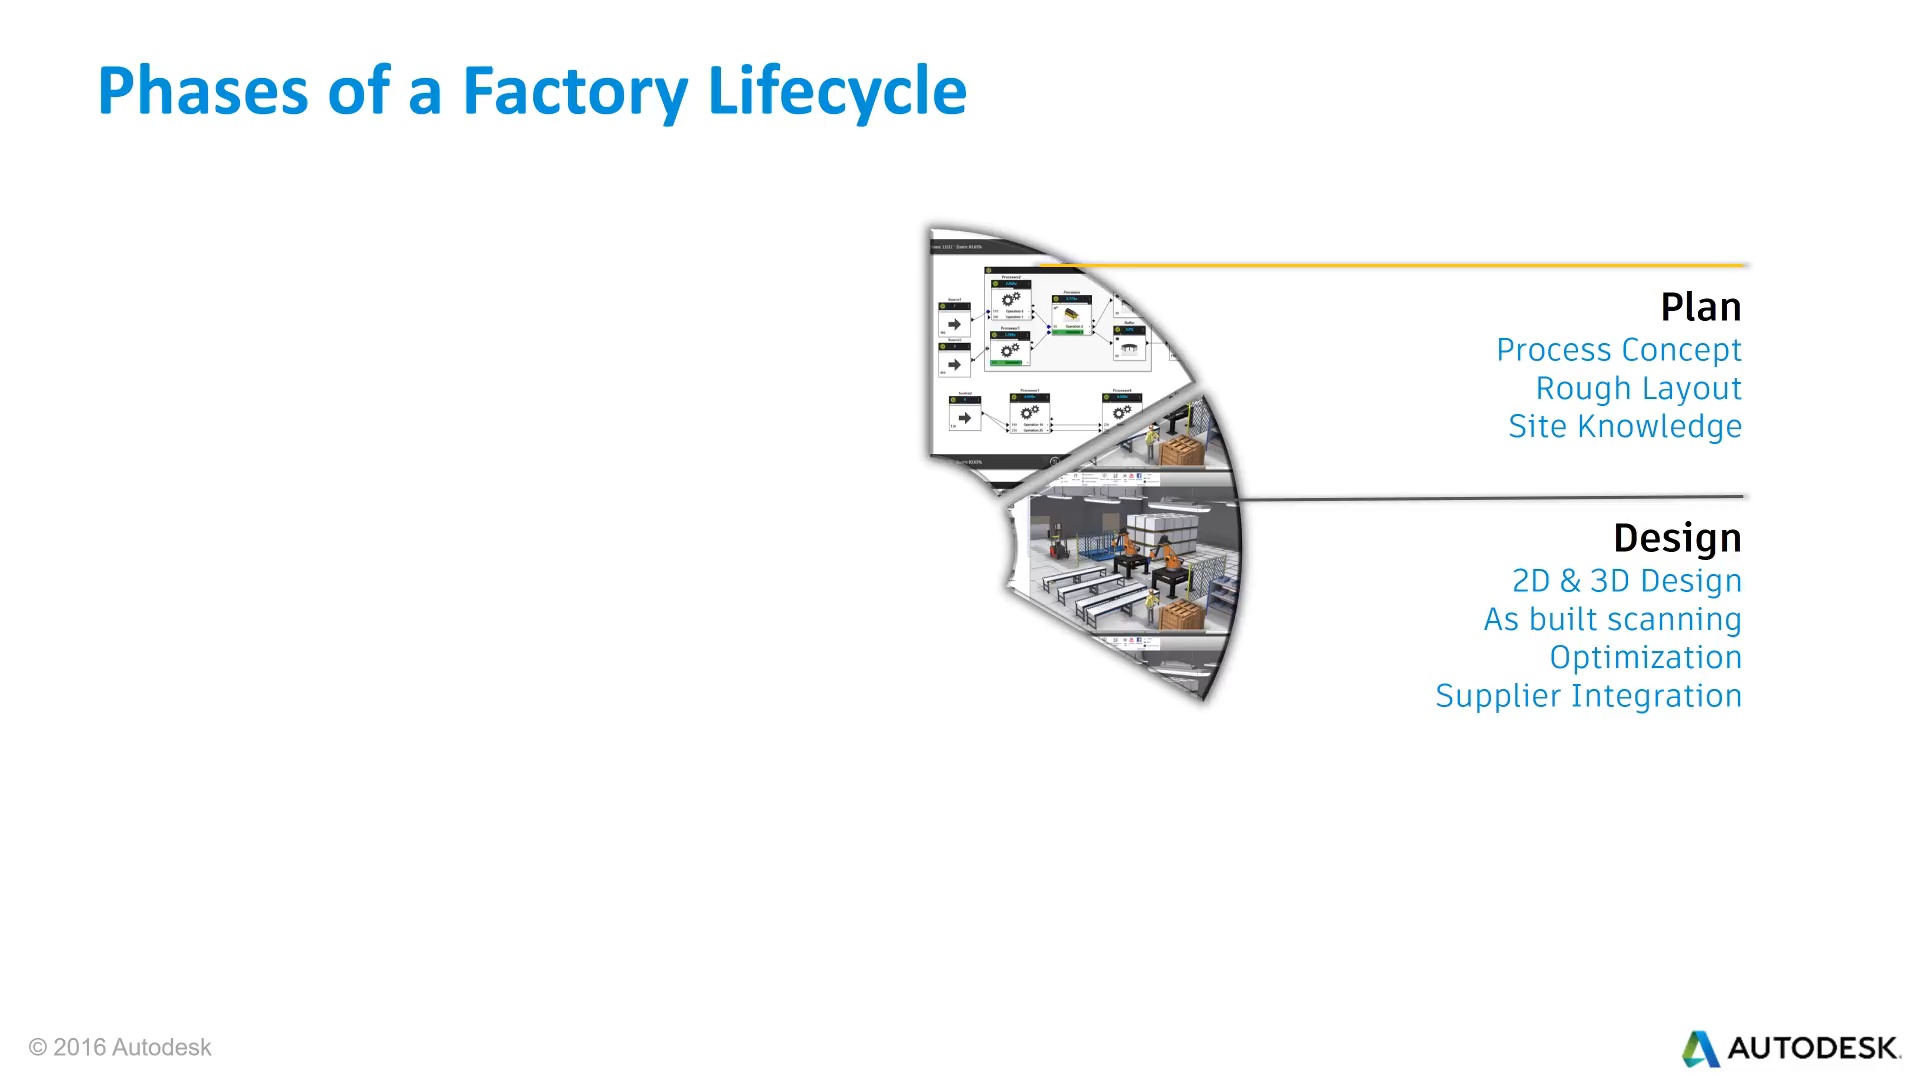 Phases of a Factory Lifecycle
Plan
Process Concept
Rough Layout
Site Knowledge
Design
2D & 3D Design
As built scanning
Optimization
Supplier Integration
© 2016 Autodesk
AUTODESK.